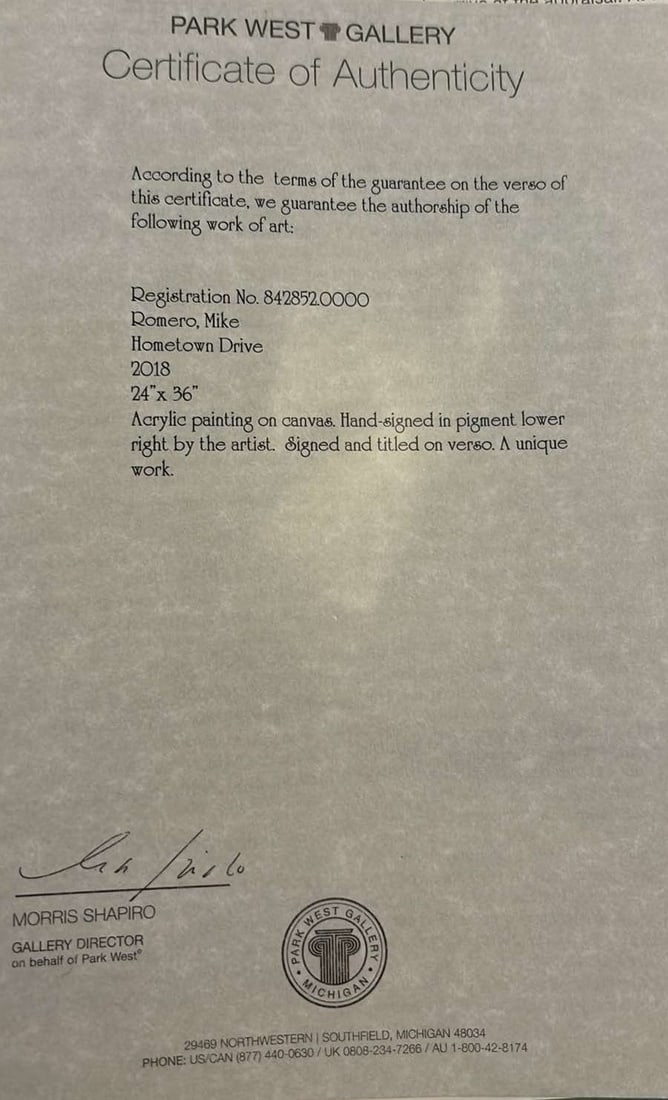 PARK WEST GALLERY
Certificate of Authenticity
According to the terms of the guarantee on the verso of
this certificate, we guarantee the authorship of the
following work of art:
Registration No. 842852.0000
Romero, Mike
Hometown Drive
2018
24"x 36"
Acrylic painting on canvas. Hand-signed in pigment lower
right by the artist. Signed and titled on verso. A unique
work.
MORRIS SHAPIRO
GALLERY DIRECTOR
on behalf of Park West®
PARK WEST GALLERY
• MICHIGAN •
29469 NORTHWESTERN | SOUTHFIELD, MICHIGAN 48034
PHONE: US/CAN (877) 440-0630 / UK 0808-234-7266 / AU 1-800-42-8174